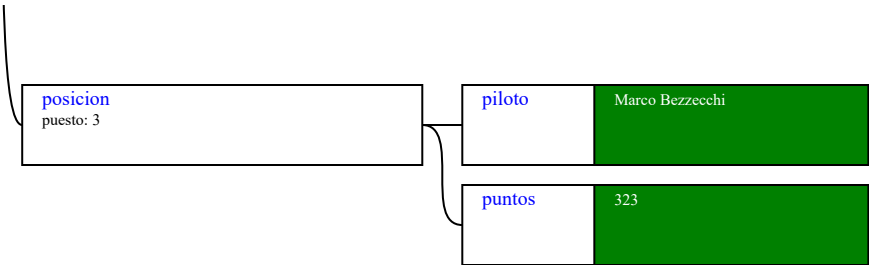 posicion
puesto: 3
piloto
Marco Bezzecchi
puntos
323